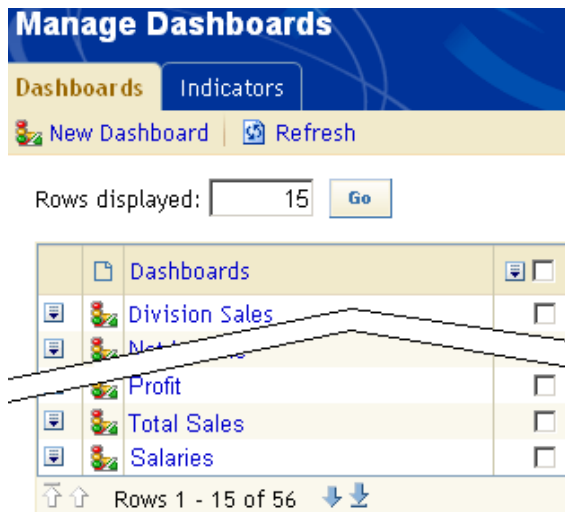 Manage Dashboards
Dashboards Indicators
New Dashboard Refresh
Rows displayed: 15 Go
Dashboards
Division Sales
Profit
Total Sales
Salaries
Rows 1 - 15 of 56